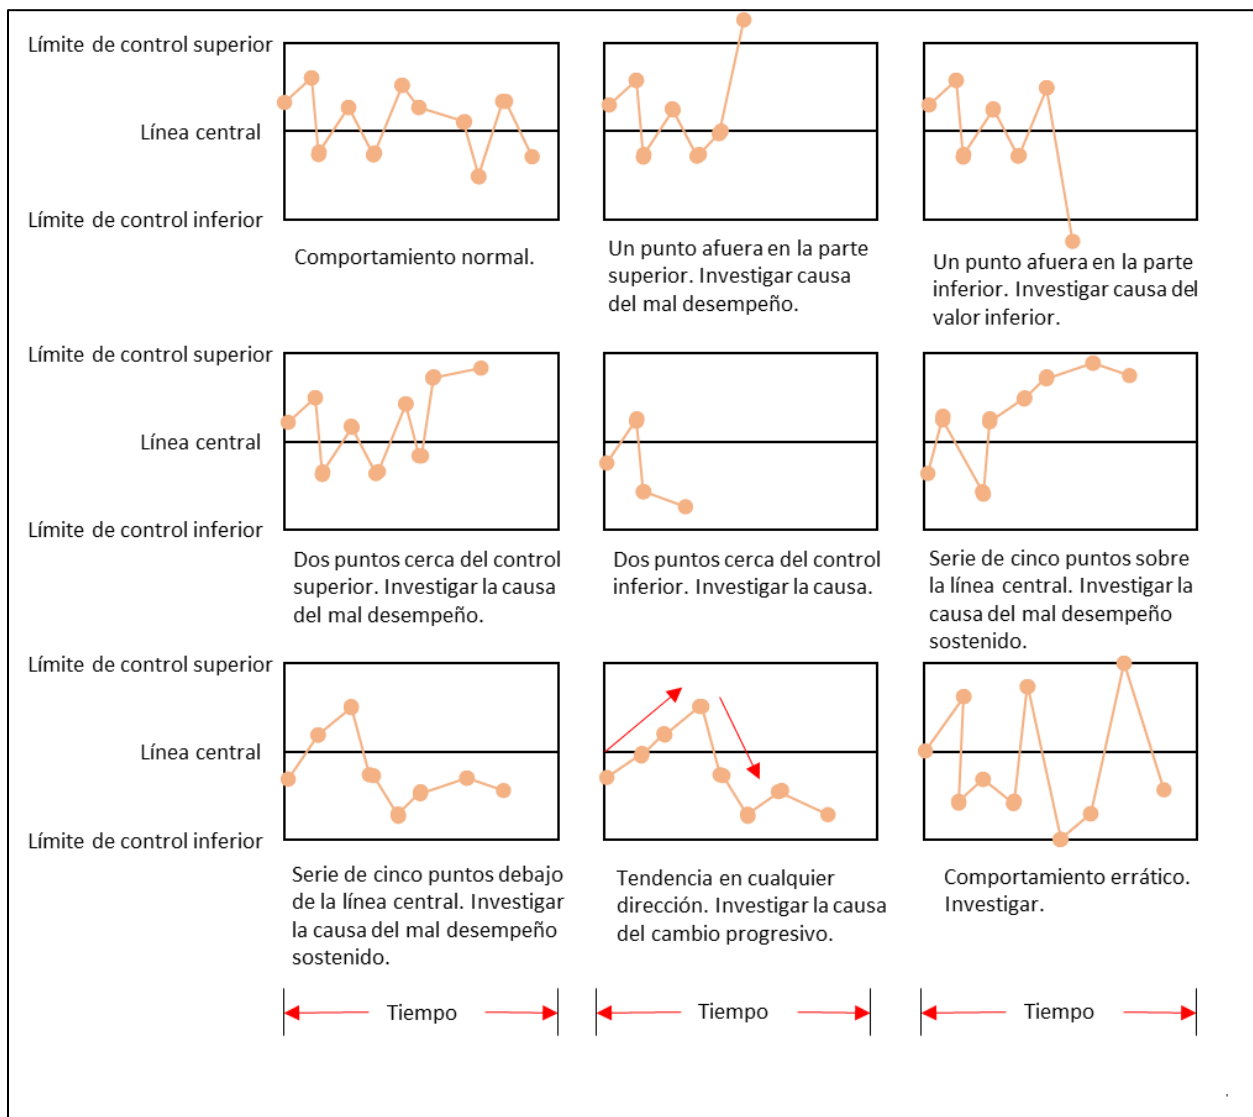 Límite de control superior
Línea central
Límite de control inferior
Comportamiento normal.
Un punto afuera en la parte
superior. Investigar causa
del mal desempeño.
Un punto afuera en la parte
inferior. Investigar causa del
valor inferior.
Límite de control superior
Línea central
Límite de control inferior
Dos puntos cerca del control
superior. Investigar la causa
del mal desempeño.
Dos puntos cerca del control
inferior. Investigar la causa.
Serie de cinco puntos sobre
la línea central. Investigar la
causa del mal desempeño
sostenido.
Límite de control superior
Línea central
Límite de control inferior
Serie de cinco puntos debajo
de la línea central. Investigar
la causa del mal desempeño
sostenido.
Tendencia en cualquier
dirección. Investigar la causa
del cambio progresivo.
Comportamiento errático.
Investigar.
Tiempo
Tiempo
Tiempo